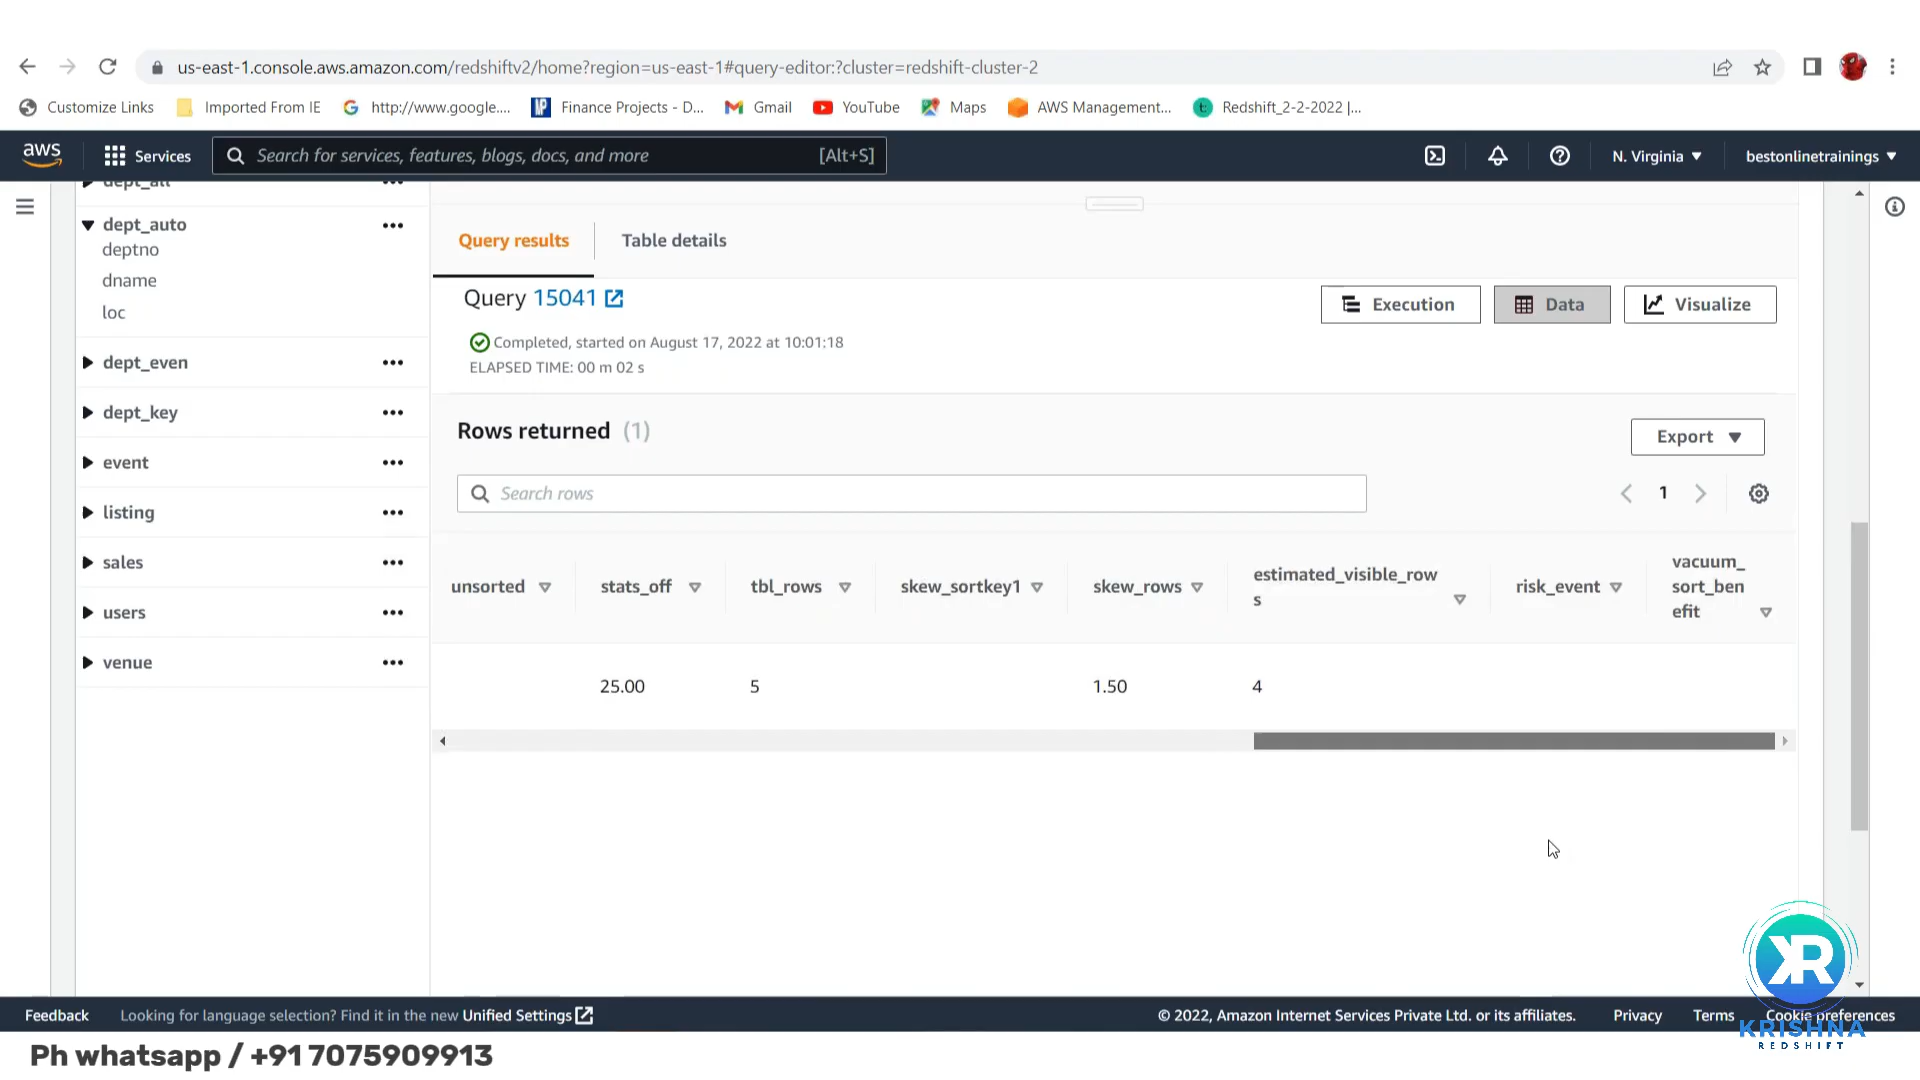 us-east-1.console.aws.amazon.com/redshiftv2/home?region=us-east-1#query-editor:?cluster=redshift-cluster-2
Customize Links
Imported From IE
http://www.google....
Finance Projects - D...
Gmail
YouTube
Maps
AWS Management...
Redshift_2-2-2022 |...
aws
Services
Search for services, features, blogs, docs, and more
[Alt+S]
N. Virginia
bestonlinetrainings
dept_all
dept_auto
deptno
dname
loc
dept_even
dept_key
event
listing
sales
users
venue
Query results
Table details
Query 15041
Completed, started on August 17, 2022 at 10:01:18
ELAPSED TIME: 00 m 02 s
Execution
Data
Visualize
Rows returned (1)
Export
Search rows
1
unsorted
stats_off
tbl_rows
skew_sortkey1
skew_rows
estimated_visible_row
s
risk_event
vacuum_
sort_ben
efit
25.00
5
1.50
4
KR
KRISHNA
REDSHIFT
Feedback
Looking for language selection? Find it in the new Unified Settings
© 2022, Amazon Internet Services Private Ltd. or its affiliates.
Privacy
Terms
Cookie preferences
Ph whatsapp / +91 7075909913